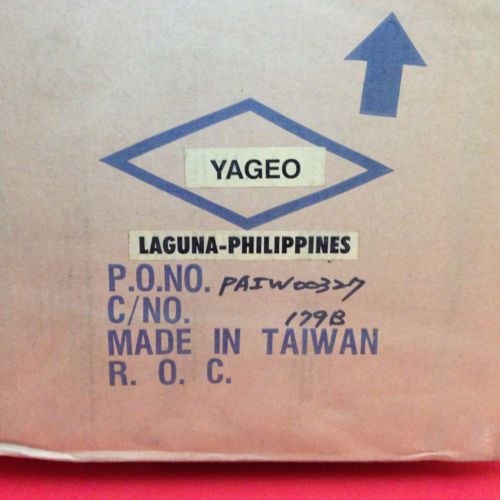 YAGEO
LAGUNA-PHILIPPINES
P.O.NO. PAIW00327
C/NO. 179B
MADE IN TAIWAN
R. O. C.